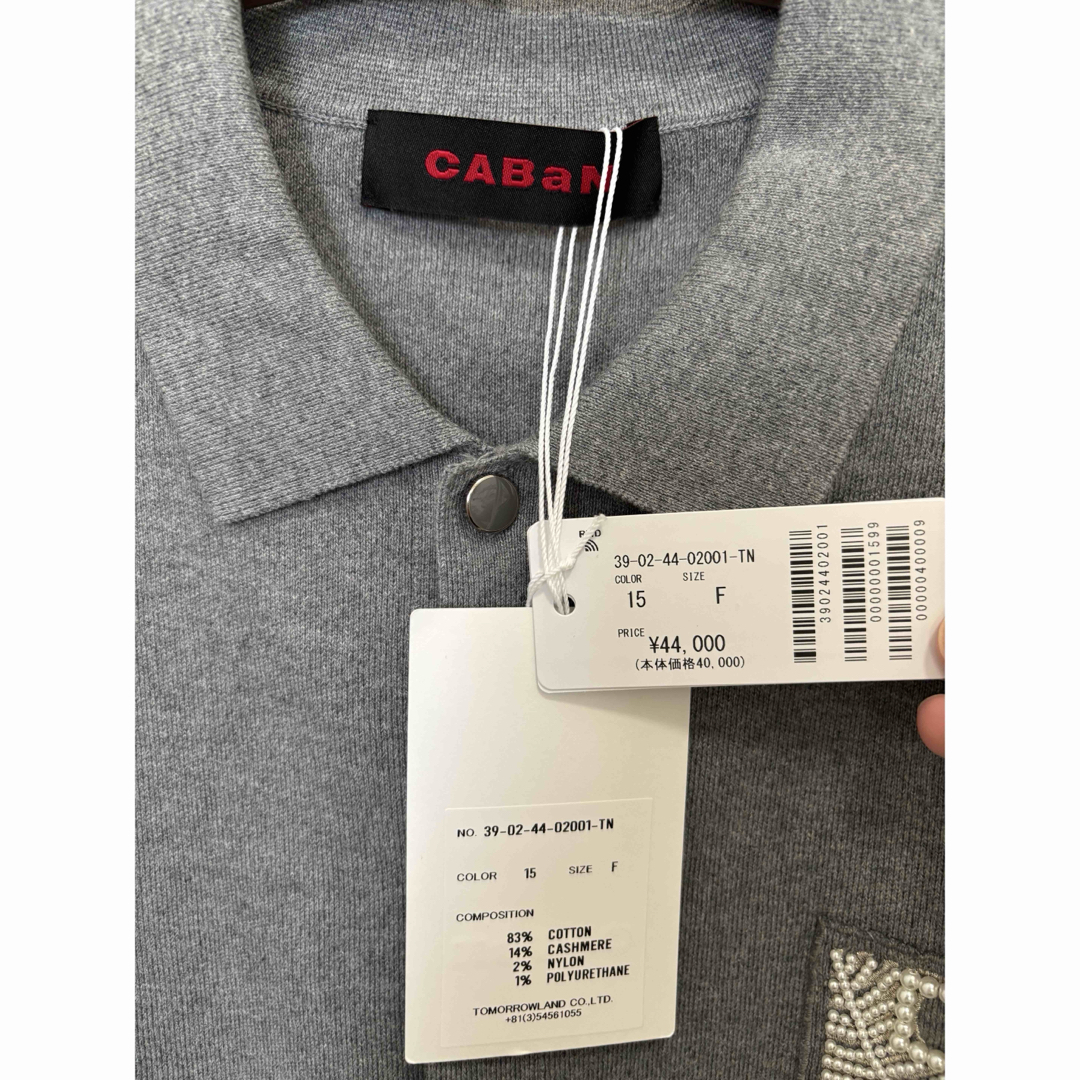 CABaN
RFID
39-02-44-02001-TN
COLOR SIZE
15 F
PRICE ¥44,000
(本体価格40,000)
39024402001
00000001599
0000040009
NO. 39-02-44-02001-TN
COLOR 15 SIZE F
COMPOSITION
83% COTTON
14% CASHMERE
2% NYLON
1% POLYURETHANE
TOMORROWLAND CO.,LTD.
+81(3)54561055